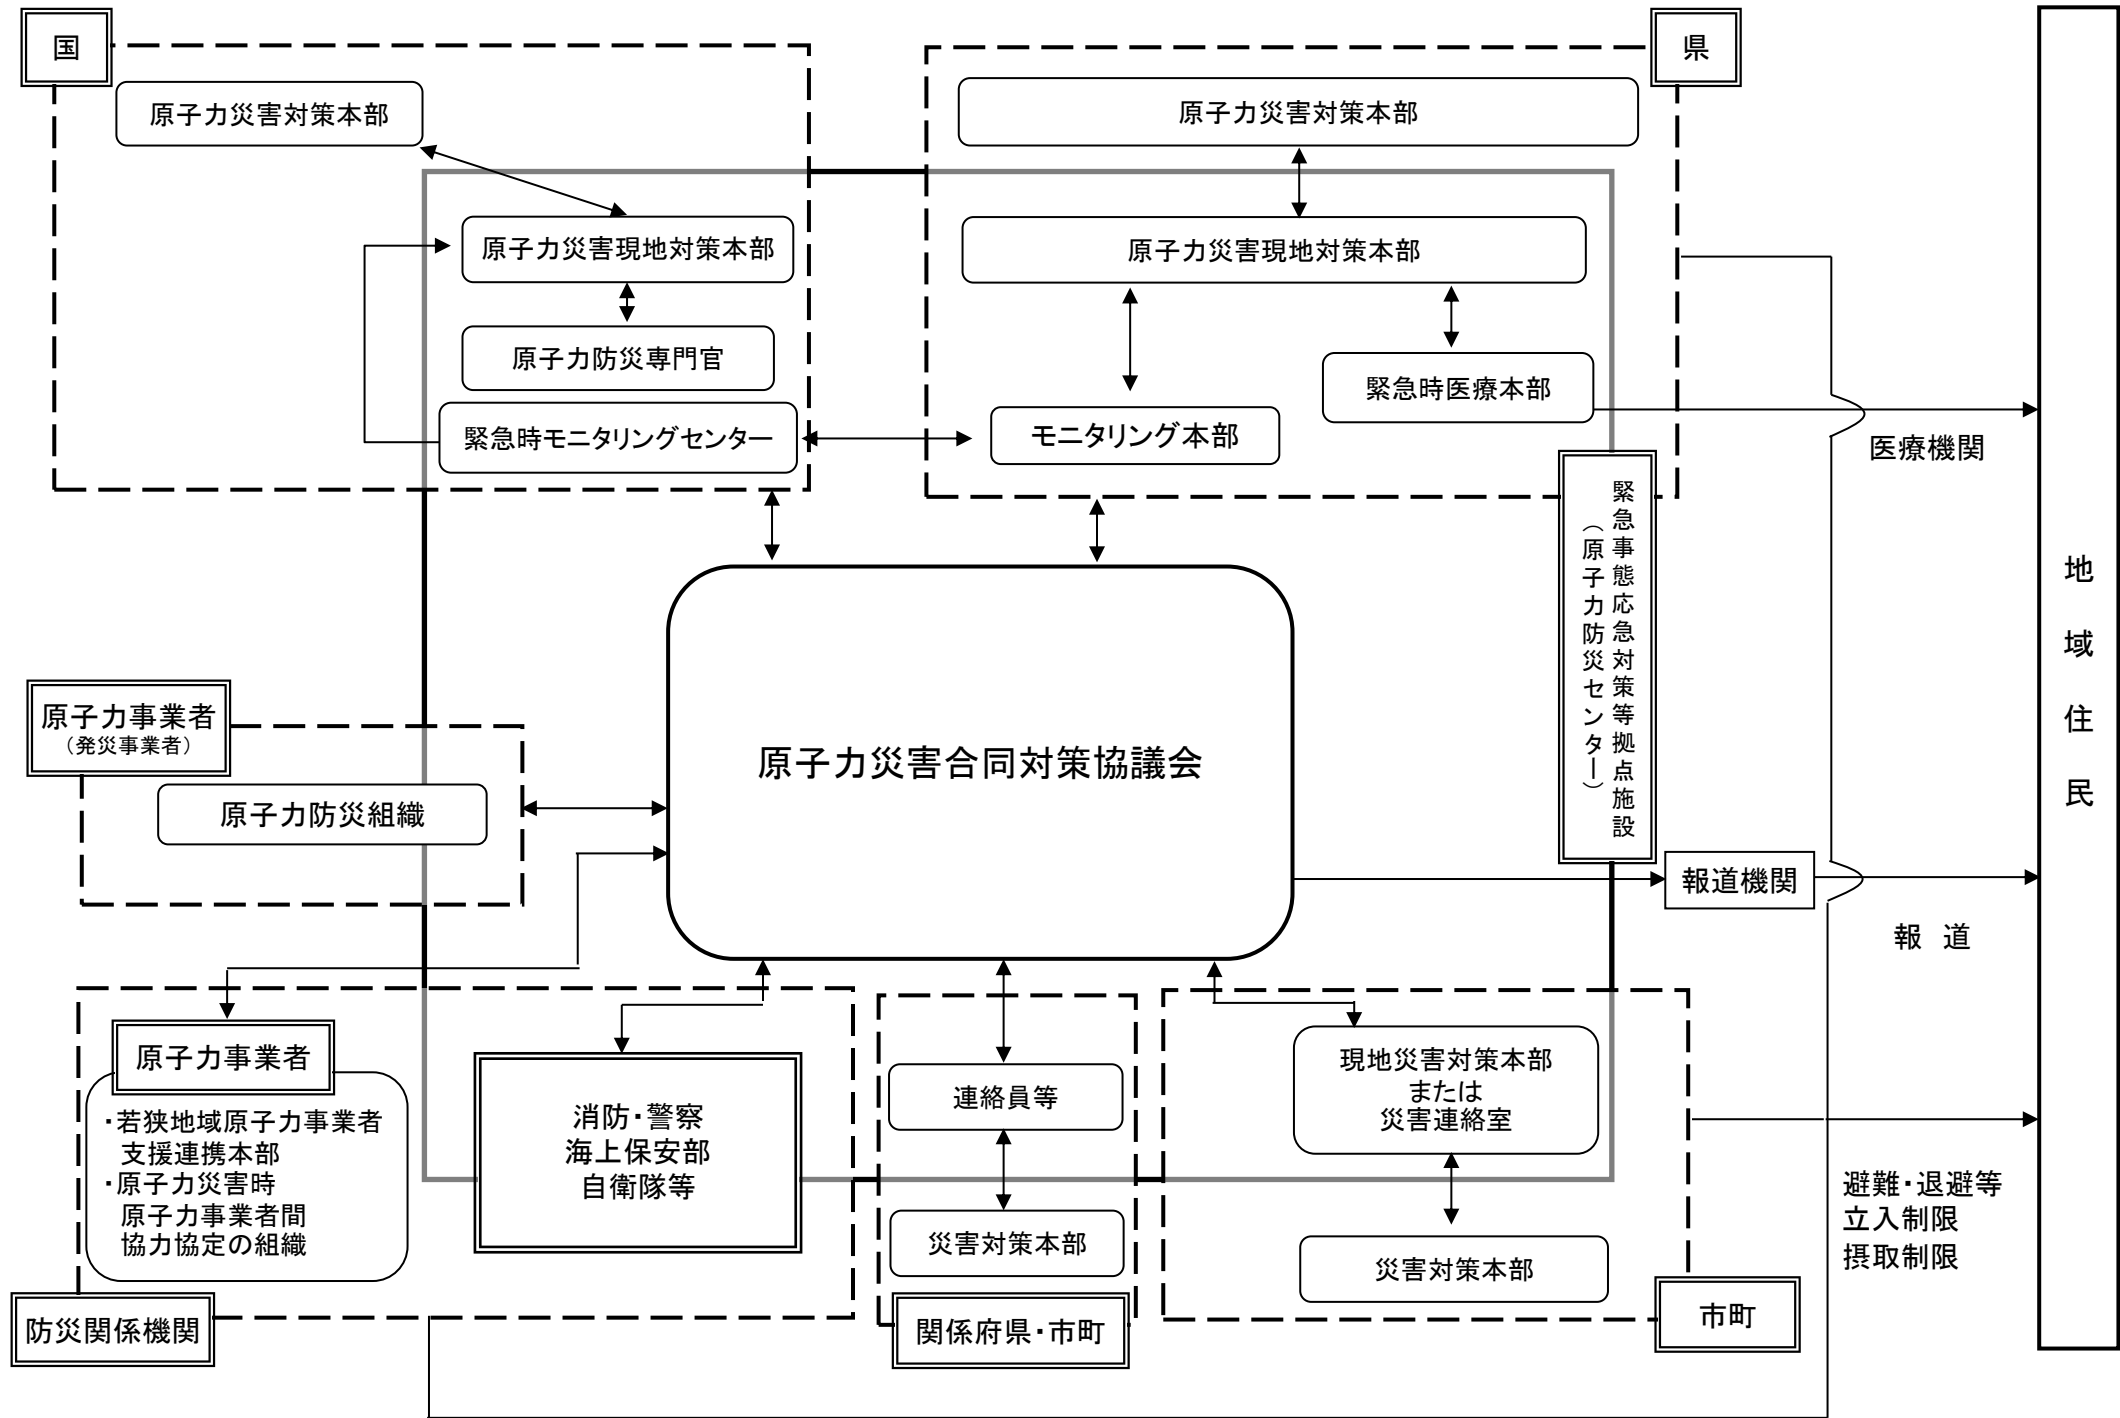 国
原子力災害対策本部
原子力災害現地対策本部
原子力防災専門官
緊急時モニタリングセンター
県
原子力災害対策本部
原子力災害現地対策本部
緊急時医療本部
モニタリング本部
医療機関
緊急事態応急対策等拠点施設
（原子力防災センター）
地域住民
原子力事業者
（発災事業者）
原子力防災組織
原子力災害合同対策協議会
報道機関
報　道
原子力事業者
・若狭地域原子力事業者
支援連携本部
・原子力災害時
原子力事業者間
協力協定の組織
防災関係機関
消防・警察
海上保安部
自衛隊等
連絡員等
災害対策本部
関係府県・市町
現地災害対策本部
または
災害連絡室
災害対策本部
市町
避難・退避等
立入制限
摂取制限